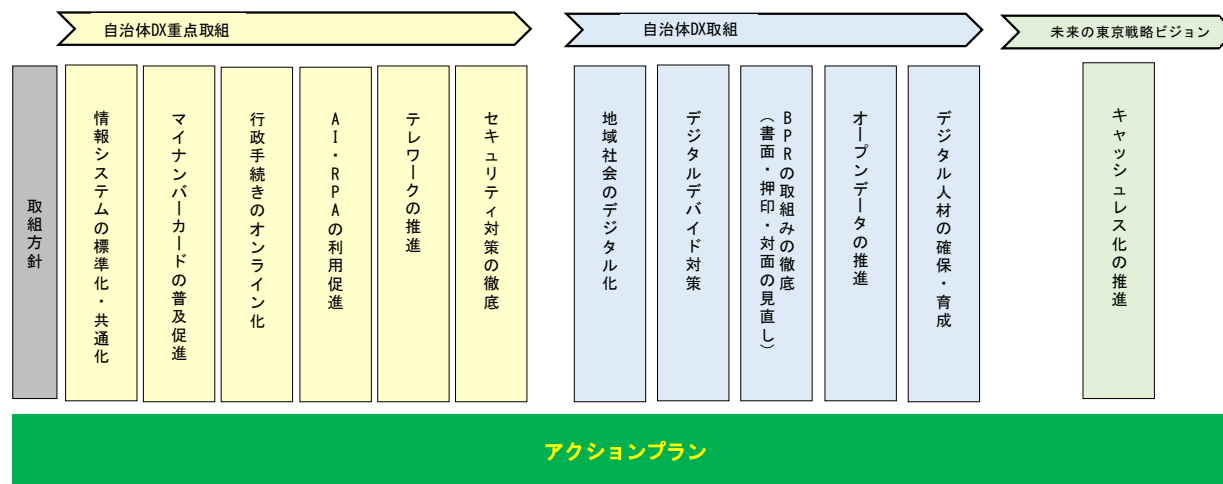 自治体DX重点取組
自治体DX取組
未来の東京戦略ビジョン
取組方針
情報システムの標準化・共通化
マイナンバーカードの普及促進
行政手続きのオンライン化
AI・RPAの利用促進
テレワークの推進
セキュリティ対策の徹底
地域社会のデジタル化
デジタルデバイド対策
BPRの取組みの徹底
(書面・押印・対面の見直し)
オープンデータの推進
デジタル人材の確保・育成
キャッシュレス化の推進
アクションプラン